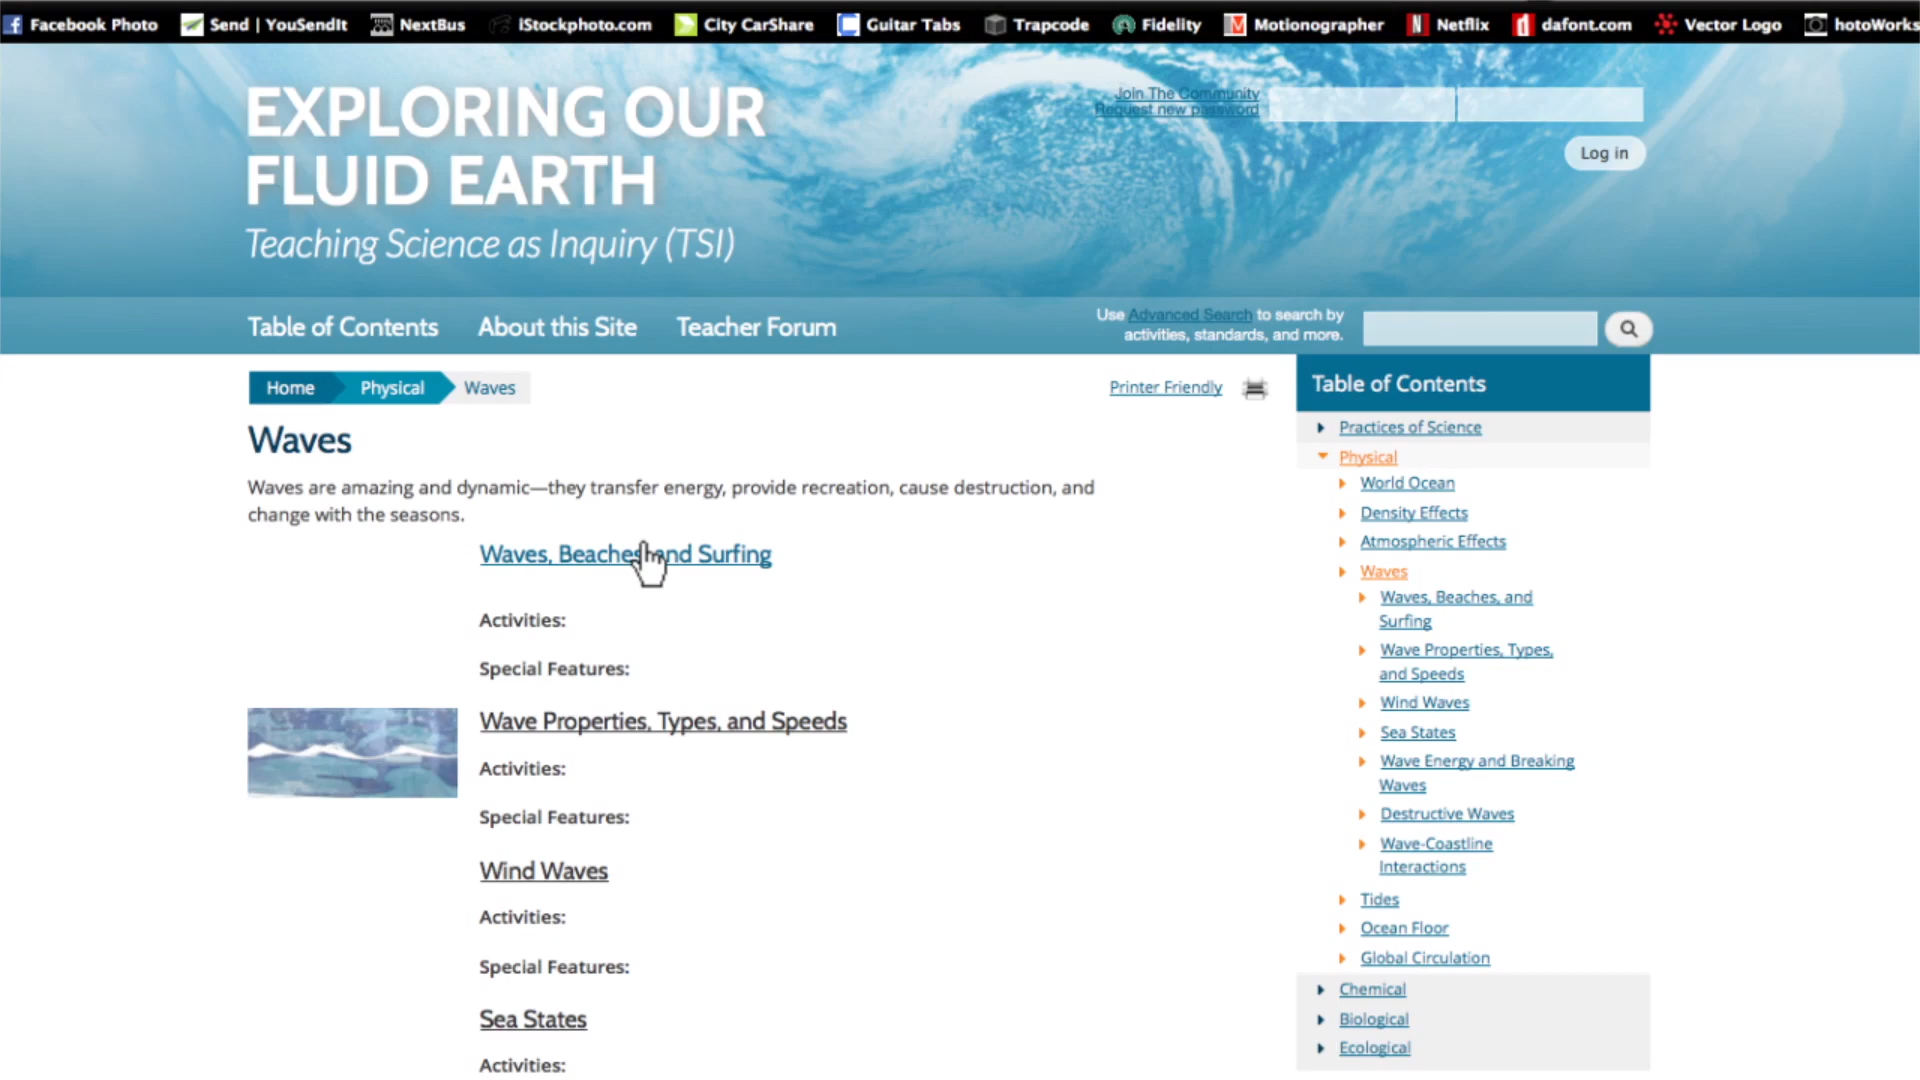 Facebook Photo Send | YouSendIt NextBus iStockphoto.com City CarShare Guitar Tabs Trapcode Fidelity Motionographer Netflix dafont.com Vector Logo hotoWorks
EXPLORING OUR
FLUID EARTH
Teaching Science as Inquiry (TSI)
Join The Community
Request new password
Log in
Table of Contents About this Site Teacher Forum
Use Advanced Search to search by
activities, standards, and more.
Home Physical Waves
Printer Friendly
Waves
Waves are amazing and dynamic—they transfer energy, provide recreation, cause destruction, and
change with the seasons.
Waves, Beaches and Surfing
Activities:
Special Features:
Wave Properties, Types, and Speeds
Activities:
Special Features:
Wind Waves
Activities:
Special Features:
Sea States
Activities:
Table of Contents
Practices of Science
Physical
World Ocean
Density Effects
Atmospheric Effects
Waves
Waves, Beaches, and
Surfing
Wave Properties, Types,
and Speeds
Wind Waves
Sea States
Wave Energy and Breaking
Waves
Destructive Waves
Wave-Coastline
Interactions
Tides
Ocean Floor
Global Circulation
Chemical
Biological
Ecological